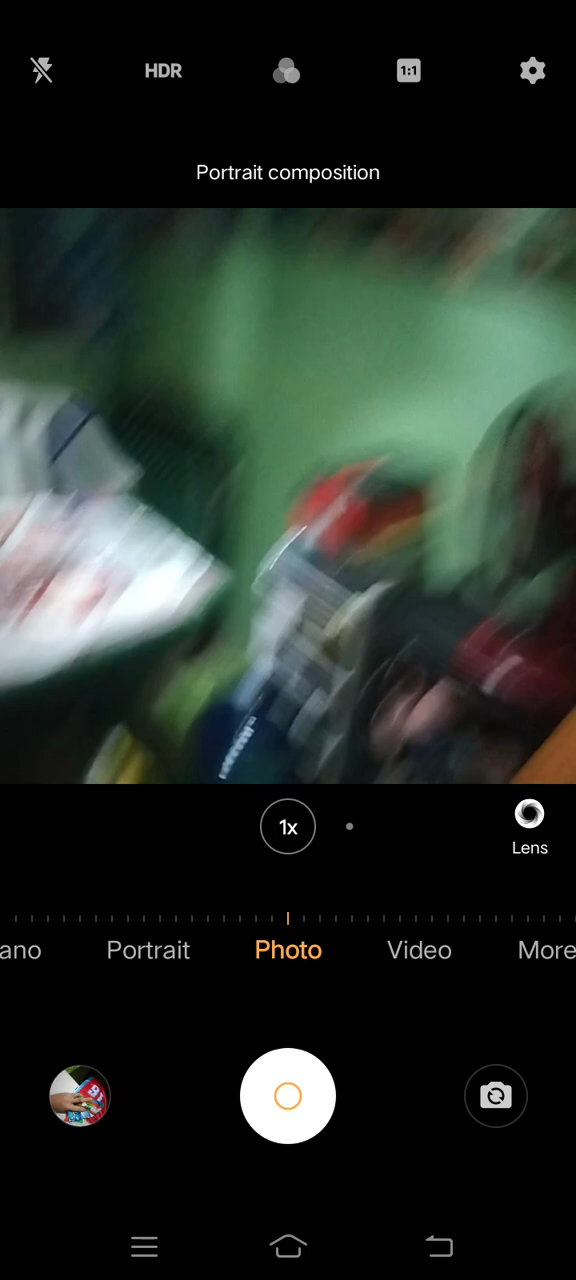 HDR
1:1
Portrait composition
1x
Lens
ano
Portrait
Photo
Video
More